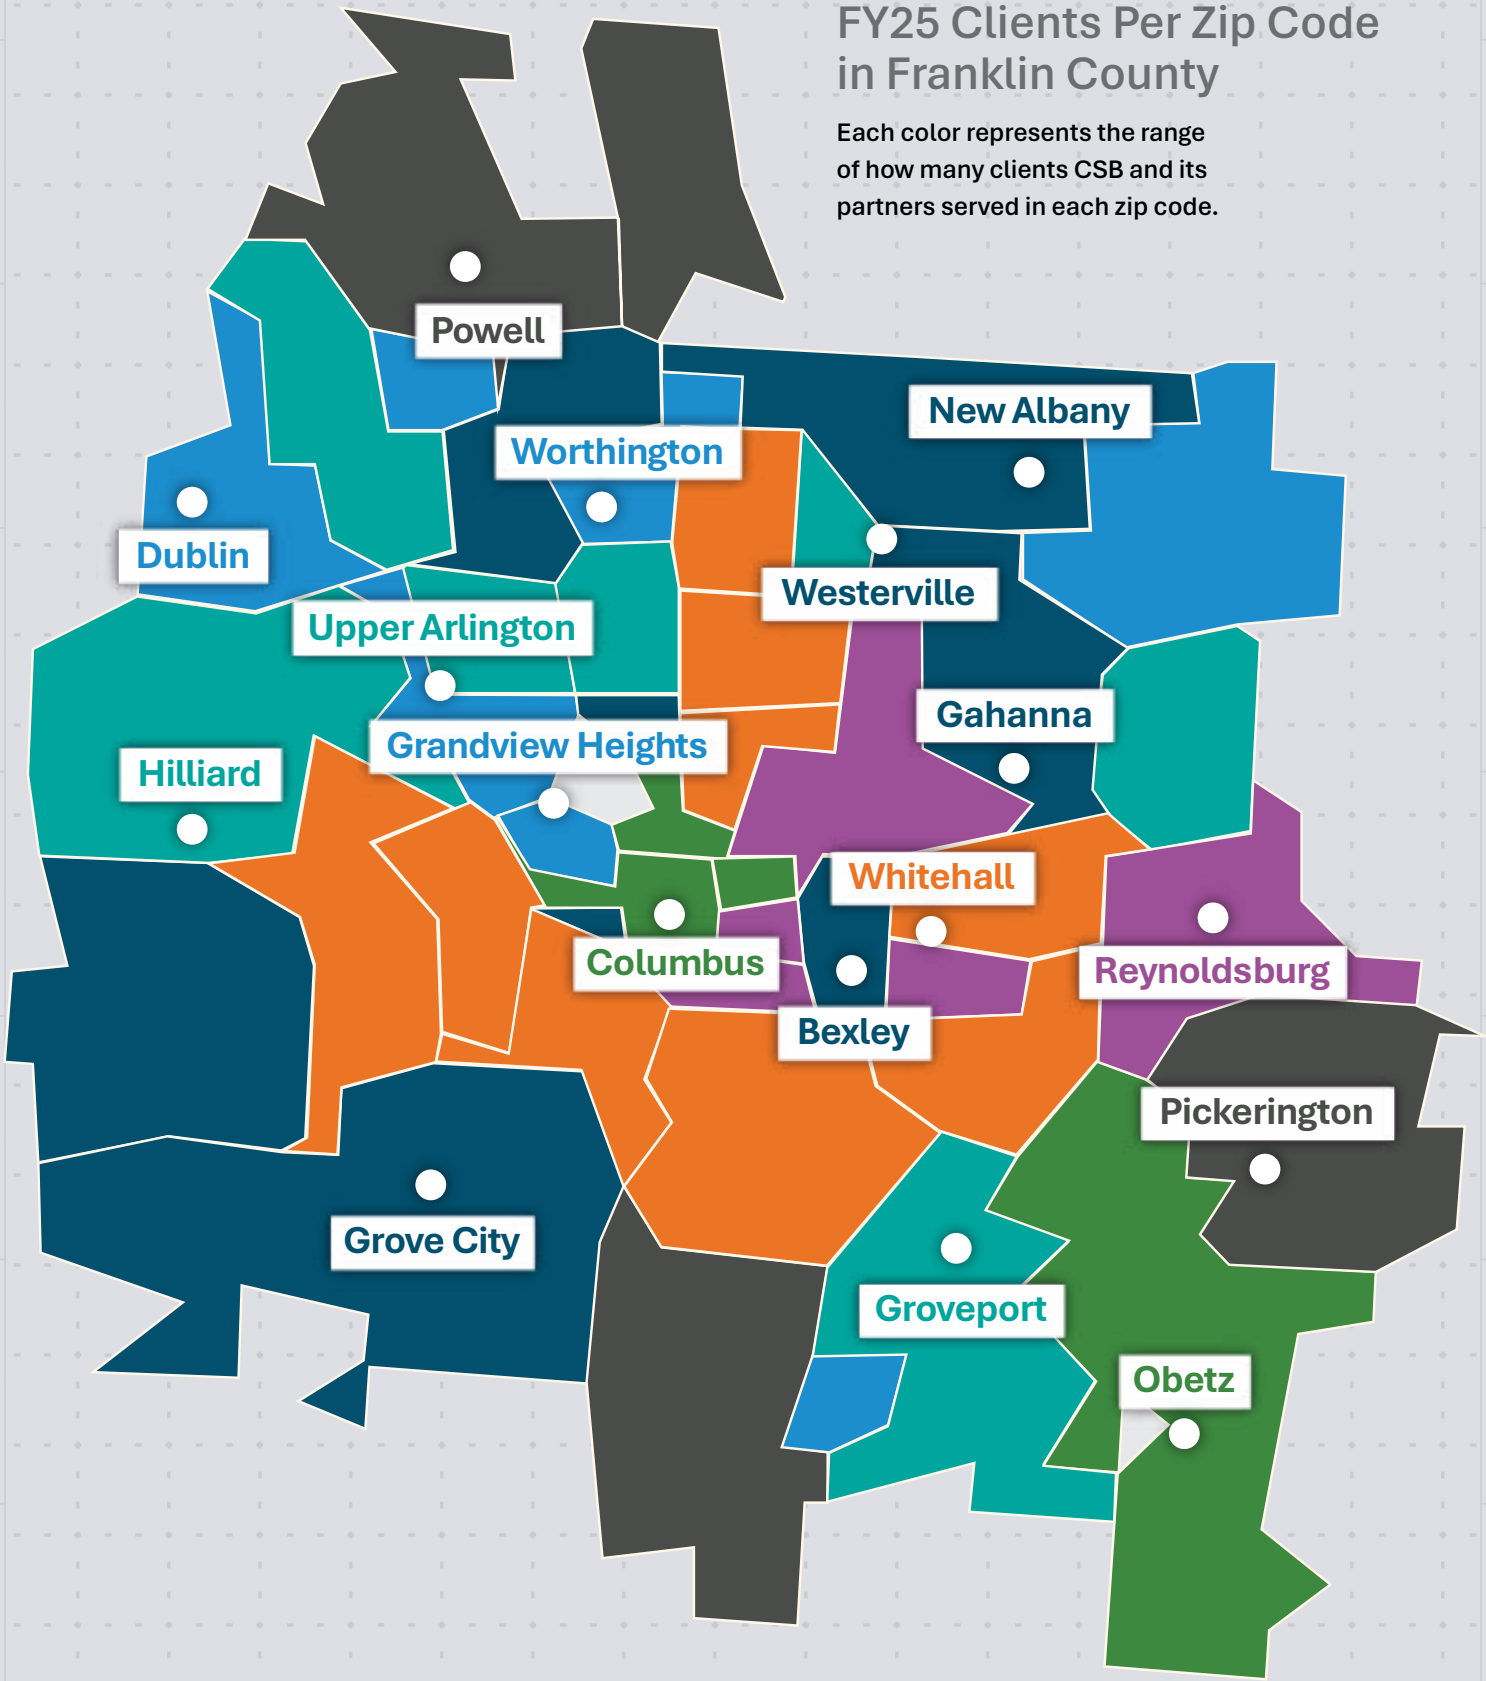 FY25 Clients Per Zip Code
in Franklin County
Each color represents the range
of how many clients CSB and its
partners served in each zip code.
Powell
New Albany
Worthington
Dublin
Westerville
Upper Arlington
Gahanna
Grandview Heights
Hilliard
Whitehall
Columbus
Reynoldsburg
Bexley
Pickerington
Grove City
Groveport
Obetz